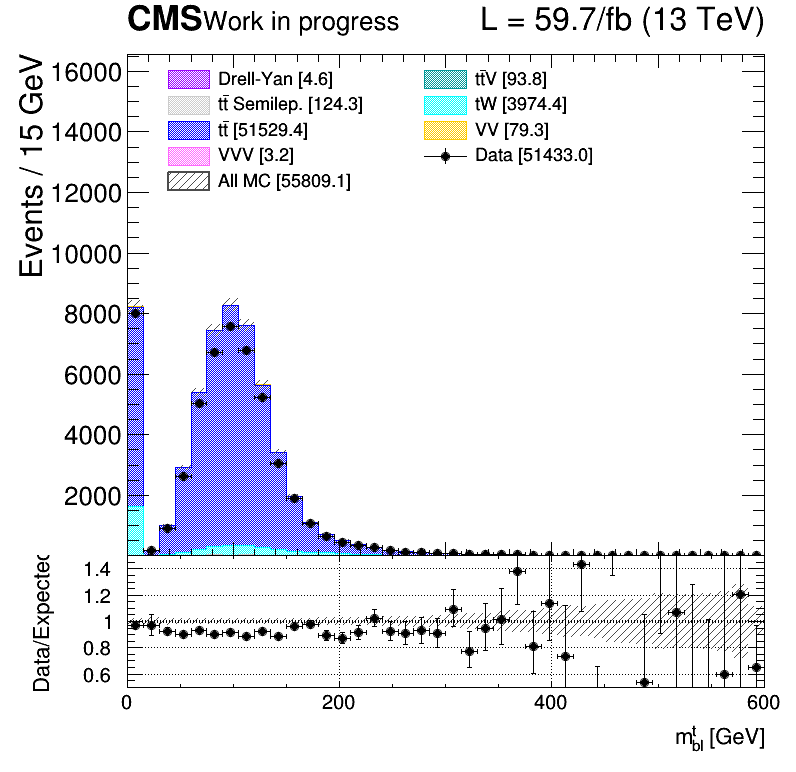 CMS Work in progress L = 59.7/fb (13 TeV)
Events / 15 GeV
16000
14000
12000
10000
8000
6000
4000
2000
Drell-Yan [4.6]
tt̄ Semilep. [124.3]
tt̄ [51529.4]
VVV [3.2]
All MC [55809.1]
tt̄V [93.8]
tW [3974.4]
VV [79.3]
Data [51433.0]
Data/Expected
1.4
1.2
1
0.8
0.6
0 200 400 600
m_bl^t [GeV]